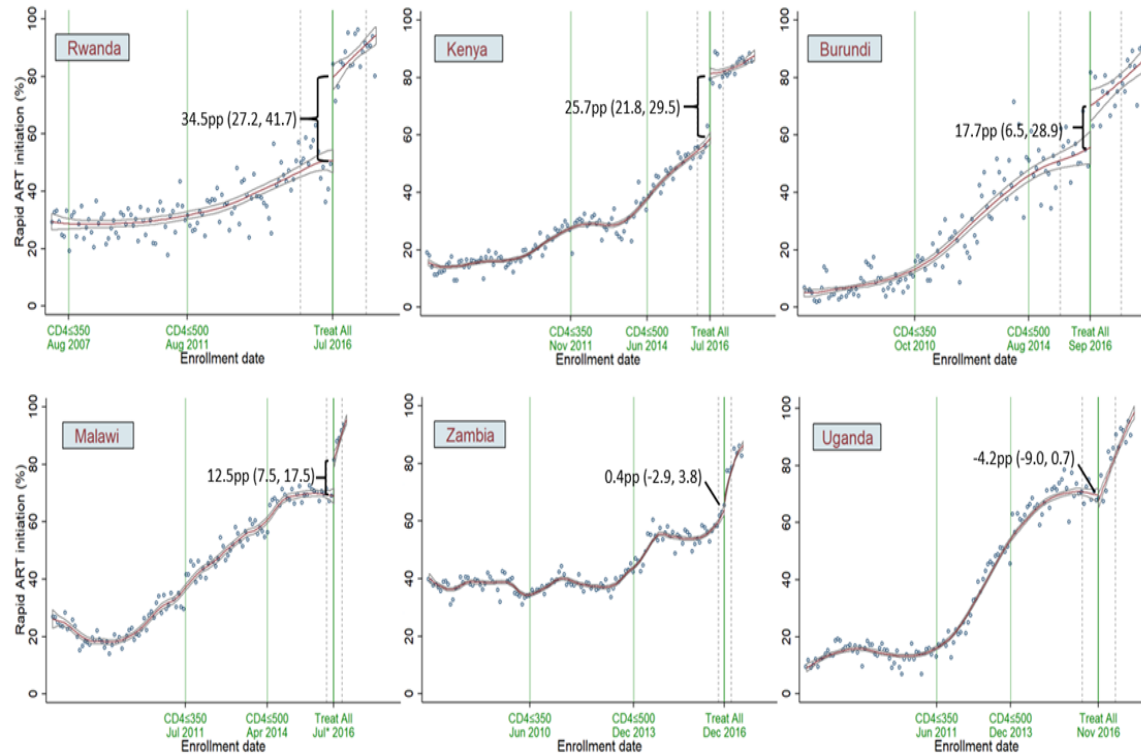 Rapid ART initiation (%)
100
80
60
40
20
0
Rwanda
34.5pp (27.2, 41.7)
CD4≤350
Aug 2007
CD4≤500
Aug 2011
Treat All
Jul 2016
Enrollment date
100
80
60
40
20
0
Kenya
25.7pp (21.8, 29.5)
CD4≤350
Nov 2011
CD4≤500
Jun 2014
Treat All
Jul 2016
Enrollment date
100
80
60
40
20
0
Burundi
17.7pp (6.5, 28.9)
CD4≤350
Oct 2010
CD4≤500
Aug 2014
Treat All
Sep 2016
Enrollment date
Rapid ART initiation (%)
100
80
60
40
20
0
Malawi
12.5pp (7.5, 17.5)
CD4≤350
Jul 2011
CD4≤500
Apr 2014
Treat All
Jul* 2016
Enrollment date
100
80
60
40
20
0
Zambia
0.4pp (-2.9, 3.8)
CD4≤350
Jun 2010
CD4≤500
Dec 2013
Treat All
Dec 2016
Enrollment date
100
80
60
40
20
0
Uganda
-4.2pp (-9.0, 0.7)
CD4≤350
Jun 2011
CD4≤500
Dec 2013
Treat All
Nov 2016
Enrollment date